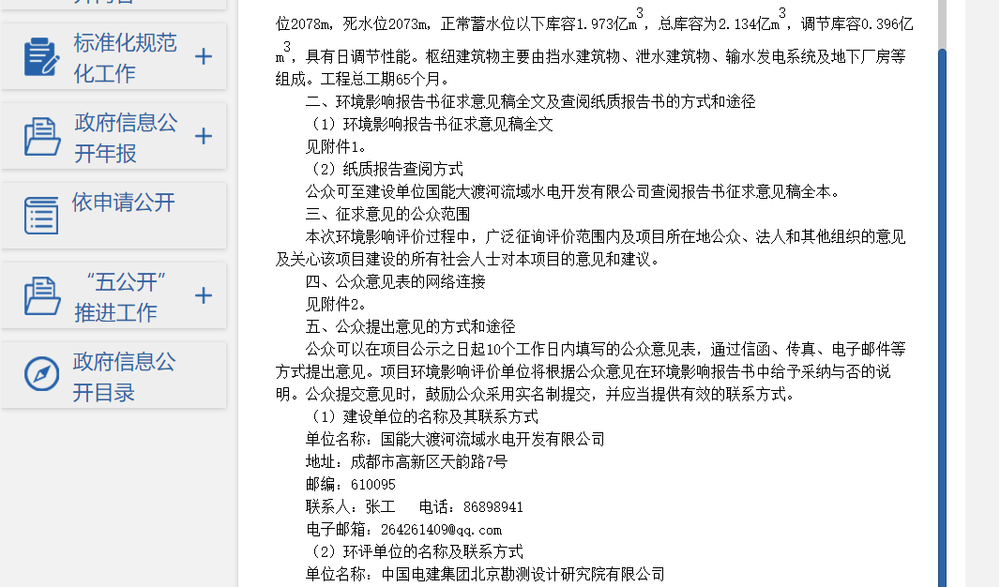 标准化规范
化工作
+
政府信息公
开年报
+
依申请公开
“五公开”
推进工作
+
政府信息公
开目录
位2078m，死水位2073m，正常蓄水位以下库容1.973亿m³，总库容为2.134亿m³，调节库容0.396亿
m³，具有日调节性能。枢纽建筑物主要由挡水建筑物、泄水建筑物、输水发电系统及地下厂房等
组成。工程总工期65个月。
二、环境影响报告书征求意见稿全文及查阅纸质报告书的方式和途径
（1）环境影响报告书征求意见稿全文
见附件1。
（2）纸质报告查阅方式
公众可至建设单位国能大渡河流域水电开发有限公司查阅报告书征求意见稿全本。
三、征求意见的公众范围
本次环境影响评价过程中，广泛征询评价范围内及项目所在地公众、法人和其他组织的意见
及关心该项目建设的所有社会人士对本项目的意见和建议。
四、公众意见表的网络连接
见附件2。
五、公众提出意见的方式和途径
公众可以在项目公示之日起10个工作日内填写的公众意见表，通过信函、传真、电子邮件等
方式提出意见。项目环境影响评价单位将根据公众意见在环境影响报告书中给予采纳与否的说
明。公众提交意见时，鼓励公众采用实名制提交，并应当提供有效的联系方式。
（1）建设单位的名称及其联系方式
单位名称：国能大渡河流域水电开发有限公司
地址：成都市高新区天韵路7号
邮编：610095
联系人：张工　电话：86898941
电子邮箱：264261409@qq.com
（2）环评单位的名称及联系方式
单位名称：中国电建集团北京勘测设计研究院有限公司